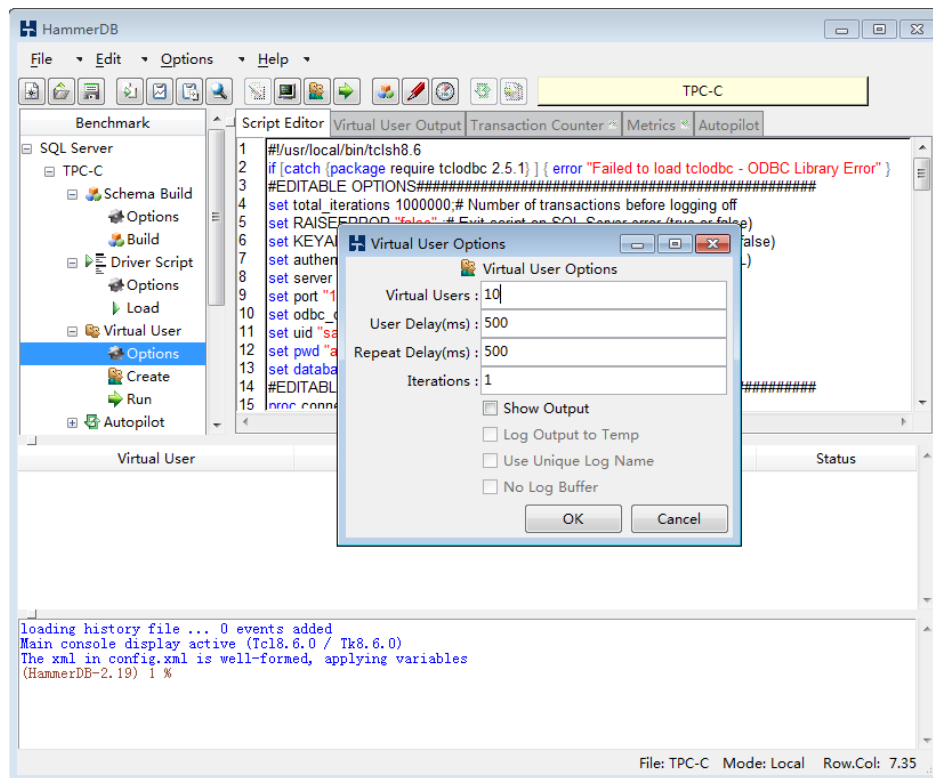 HammerDB
File Edit Options Help
TPC-C
Benchmark
SQL Server
TPC-C
Schema Build
Options
Build
Driver Script
Options
Load
Virtual User
Options
Create
Run
Autopilot
Script Editor Virtual User Output Transaction Counter Metrics Autopilot
1 #!/usr/local/bin/tclsh8.6
2 if [catch {package require tclodbc 2.5.1} ] { error "Failed to load tclodbc - ODBC Library Error" }
3 #EDITABLE OPTIONS##################################################
4 set total_iterations 1000000;# Number of transactions before logging off
5 set RAISEERROR "false" ;# Exit script on SQL Server error (true or false)
6 set KEYA false)
7 set authen L)
8 set server
9 set port "1
10 set odbc_
11 set uid "sa
12 set pwd "a
13 set databa
14 #EDITABL ##########
15 proc conne
Virtual User Options
Virtual User Options
Virtual Users : 10
User Delay(ms) : 500
Repeat Delay(ms) : 500
Iterations : 1
Show Output
Log Output to Temp
Use Unique Log Name
No Log Buffer
OK Cancel
Virtual User Status
loading history file ... 0 events added
Main console display active (Tcl8.6.0 / Tk8.6.0)
The xml in config.xml is well-formed, applying variables
(HammerDB-2.19) 1 %
File: TPC-C Mode: Local Row.Col: 7.35